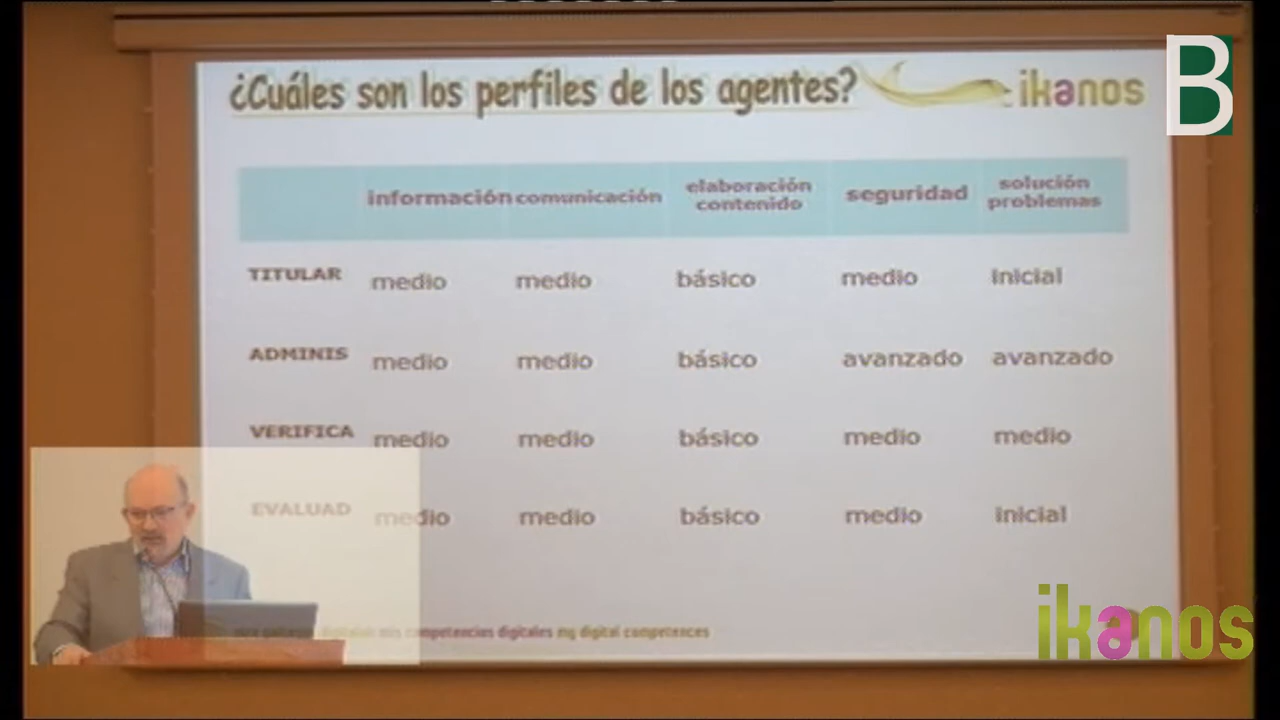 ¿Cuáles son los perfiles de los agentes?
ikanos
B
información comunicación elaboración contenido seguridad solución problemas
TITULAR medio medio básico medio inicial
ADMINIS medio medio básico avanzado avanzado
VERIFICA medio medio básico medio medio
EVALUAD medio medio básico medio inicial
mis competencias digitales my digital competences
ikanos